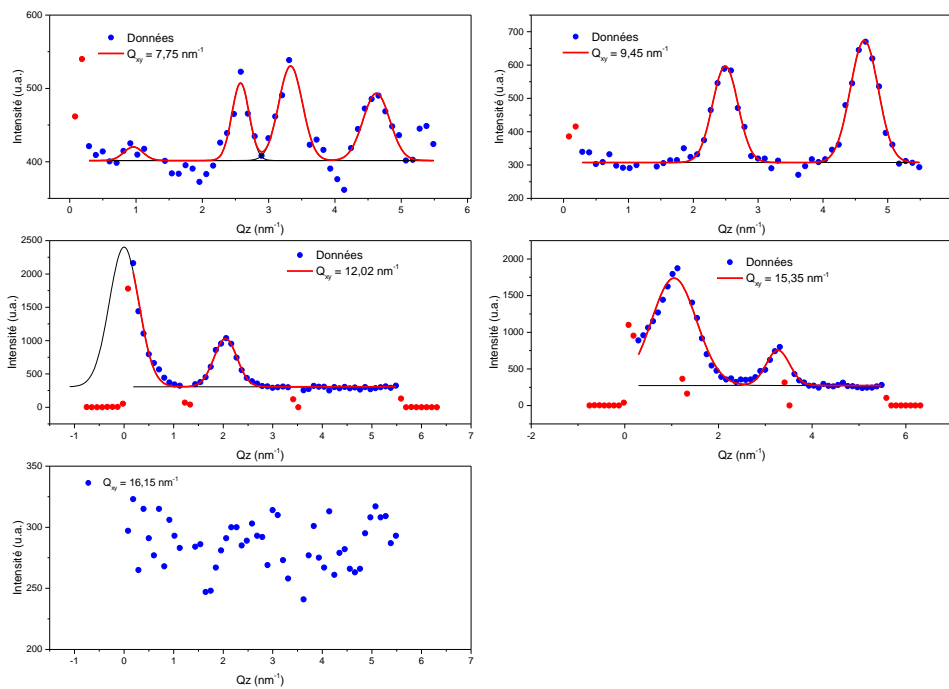 600
500
400
Intensité (u.a.)
Données
Qxy = 7,75 nm-1
0 1 2 3 4 5 6
Qz (nm-1)
700
600
500
400
300
200
Intensité (u.a.)
Données
Qxy = 9,45 nm-1
0 1 2 3 4 5
Qz (nm-1)
2500
2000
1500
1000
500
0
Intensité (u.a.)
Données
Qxy = 12,02 nm-1
-1 0 1 2 3 4 5 6 7
Qz (nm-1)
2500
2000
1500
1000
500
0
Intensité (u.a.)
Données
Qxy = 15,35 nm-1
-2 0 2 4 6
Qz (nm-1)
350
300
250
200
Intensité (u.a.)
Qxy = 16,15 nm-1
-1 0 1 2 3 4 5 6 7
Qz (nm-1)